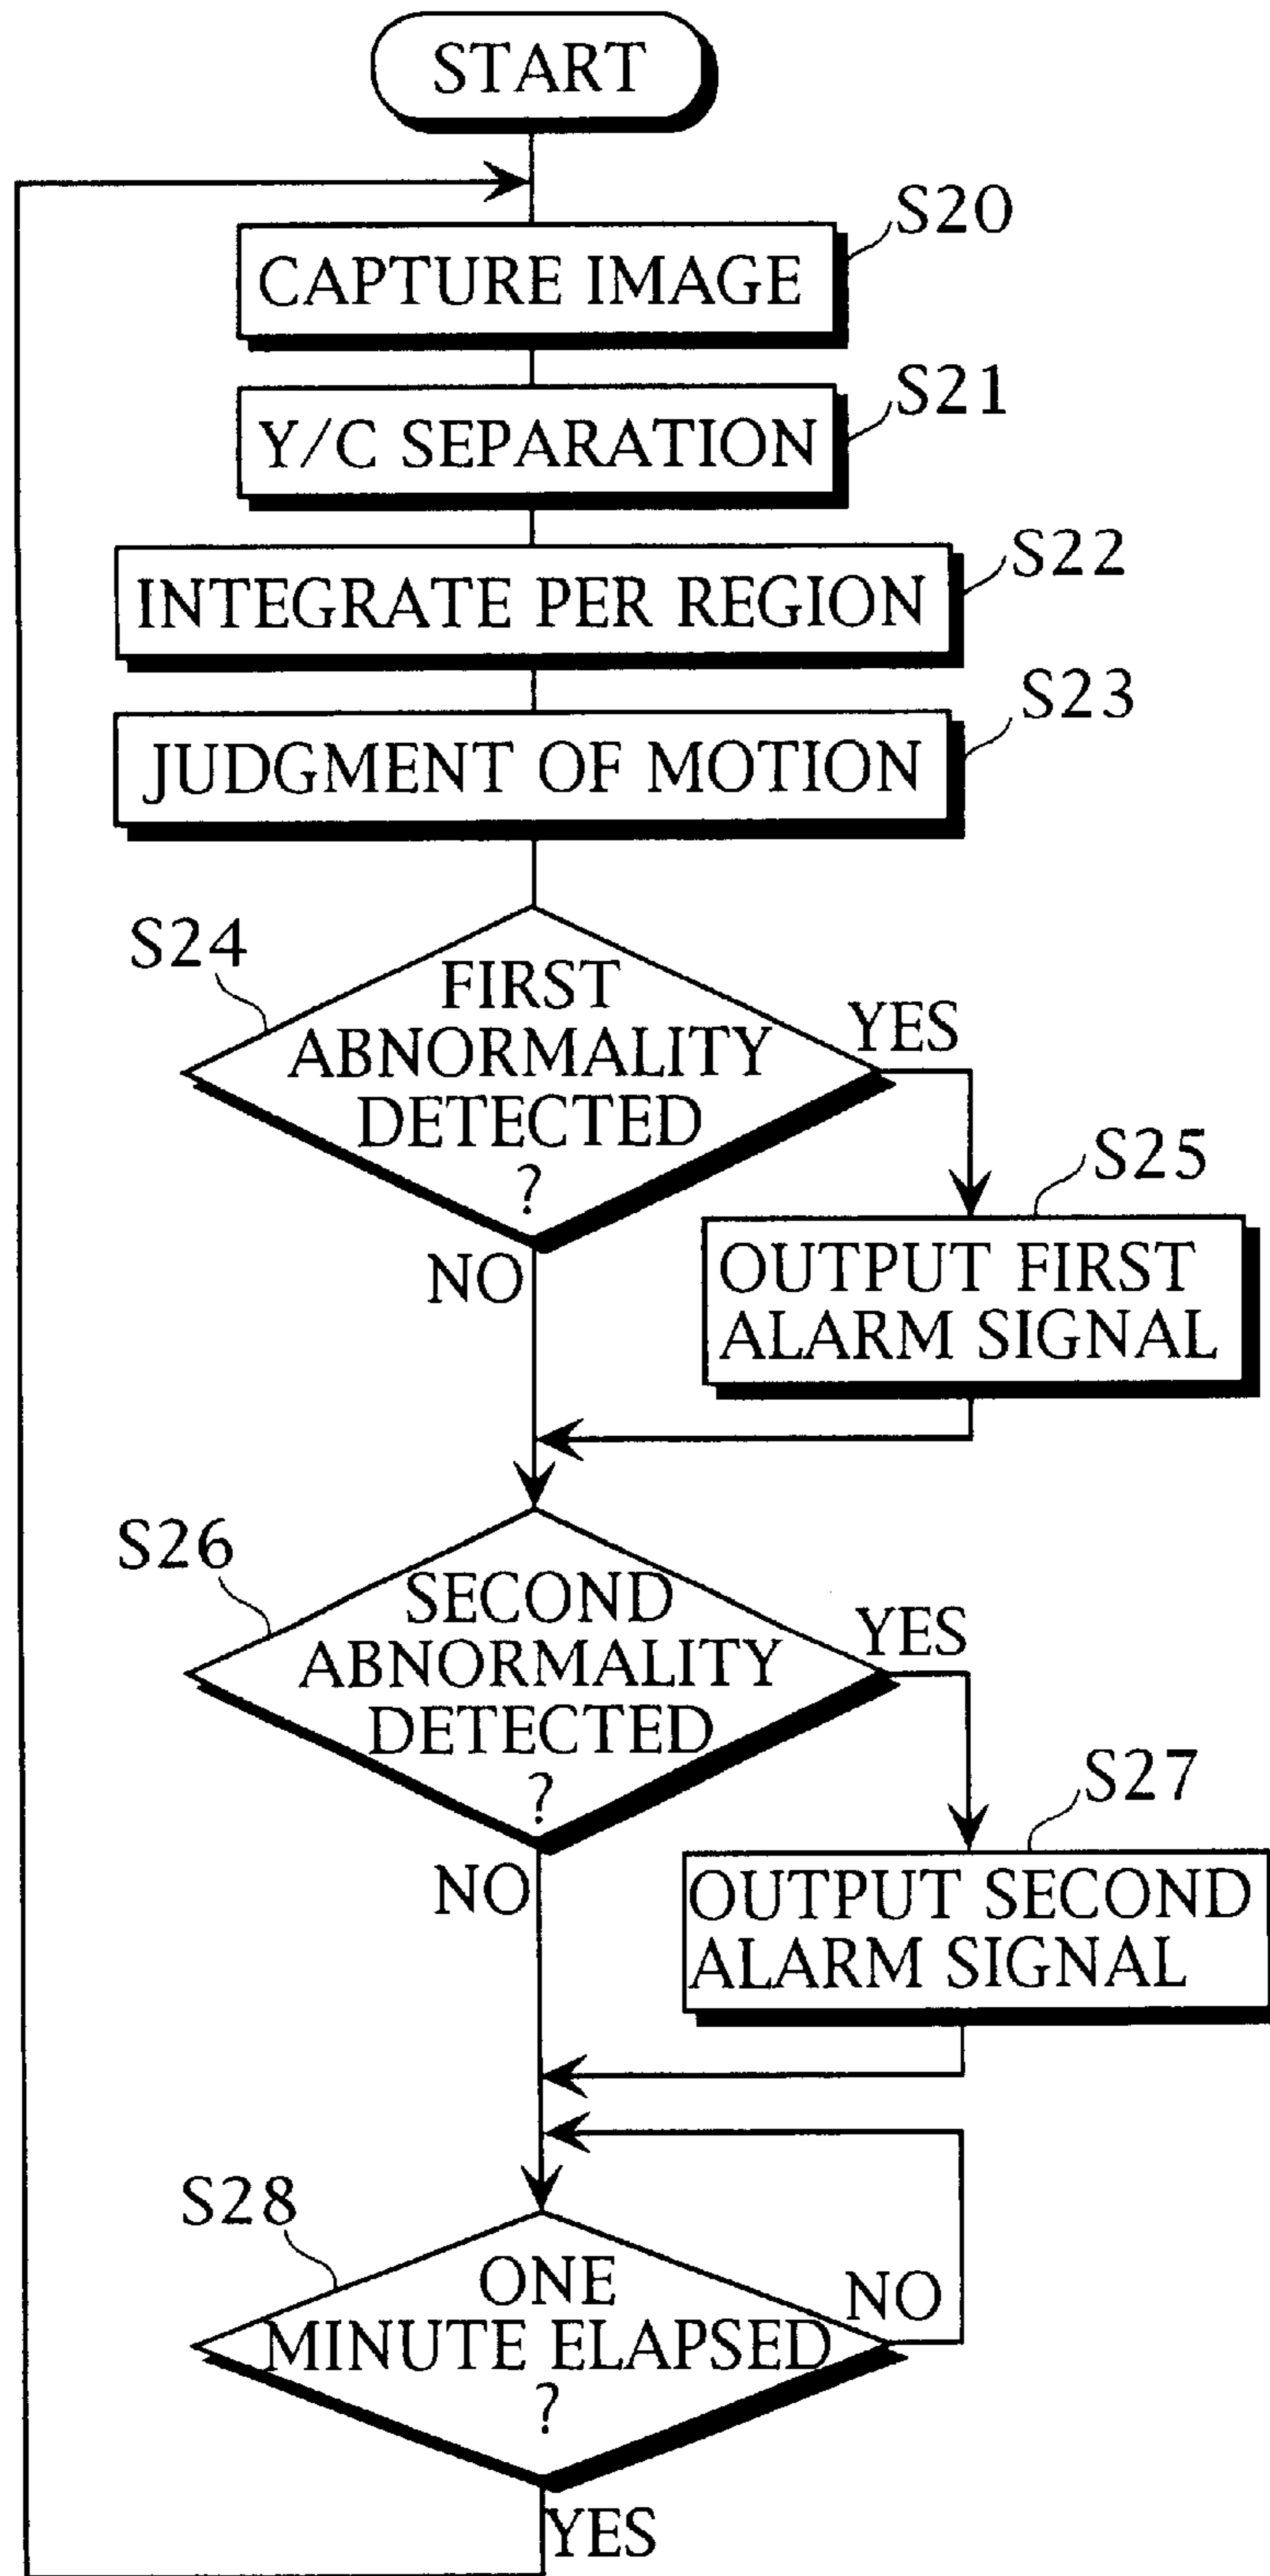 START
S20
CAPTURE IMAGE
S21
Y/C SEPARATION
S22
INTEGRATE PER REGION
S23
JUDGMENT OF MOTION
S24
FIRST
ABNORMALITY
DETECTED
?
YES
NO
S25
OUTPUT FIRST
ALARM SIGNAL
S26
SECOND
ABNORMALITY
DETECTED
?
YES
NO
S27
OUTPUT SECOND
ALARM SIGNAL
S28
ONE
MINUTE ELAPSED
?
NO
YES